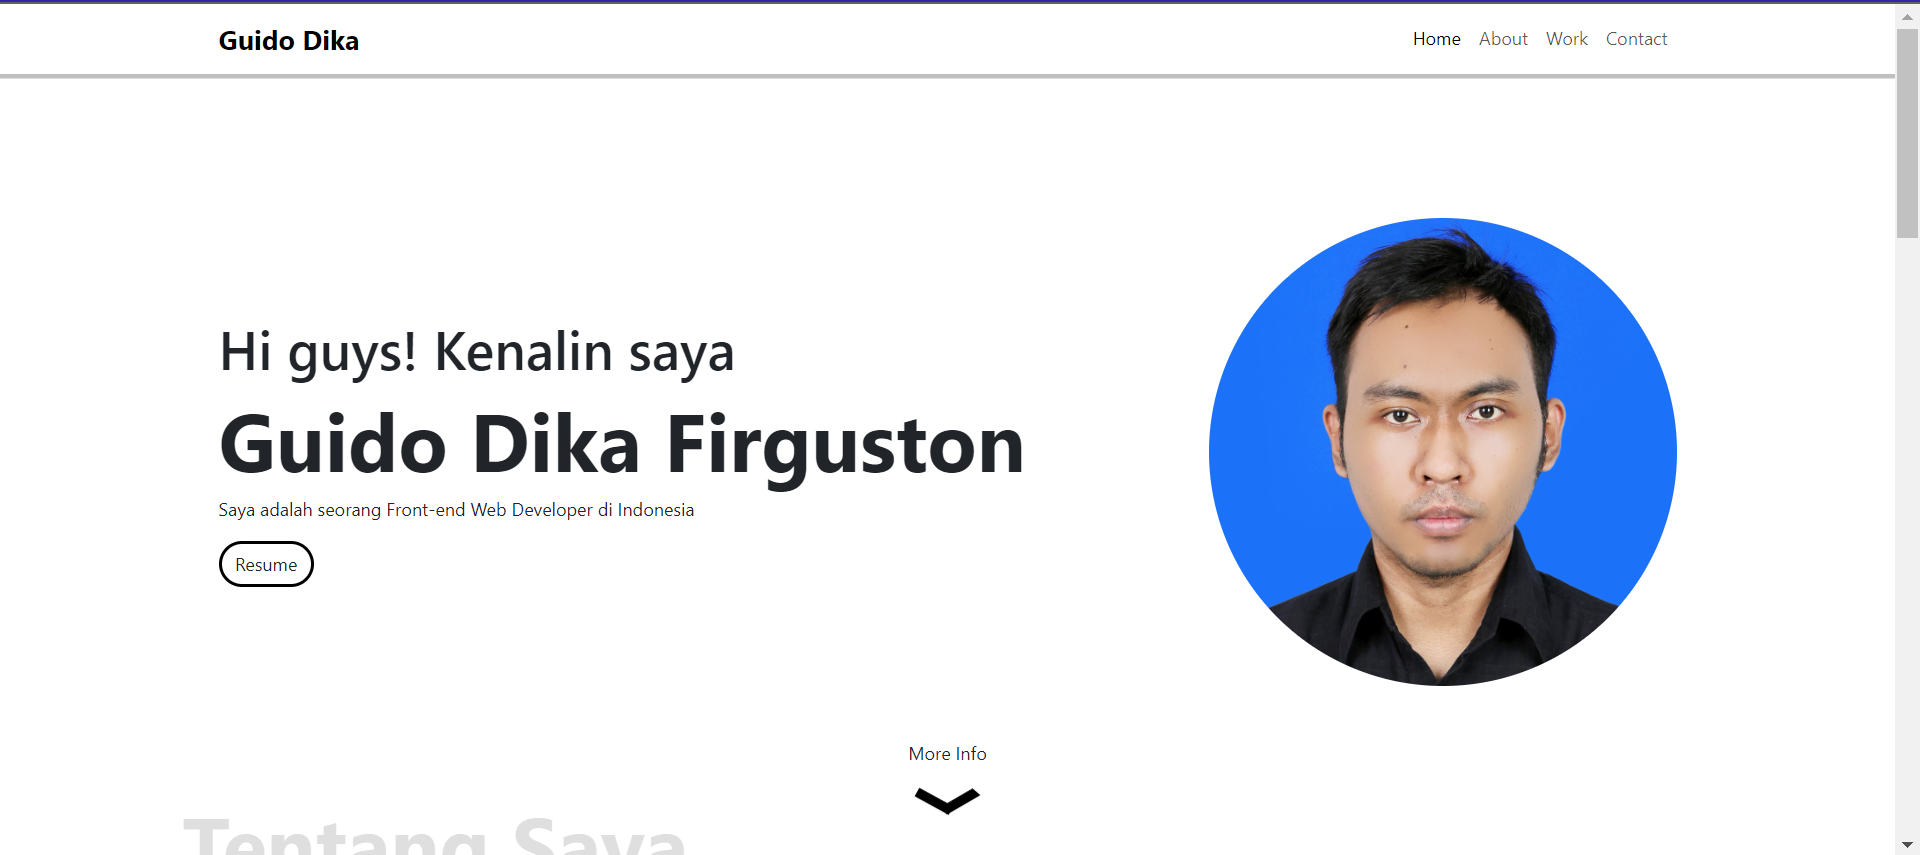 Guido Dika
Home About Work Contact
Hi guys! Kenalin saya
Guido Dika Firguston
Saya adalah seorang Front-end Web Developer di Indonesia
Resume
More Info
Tentang Saya